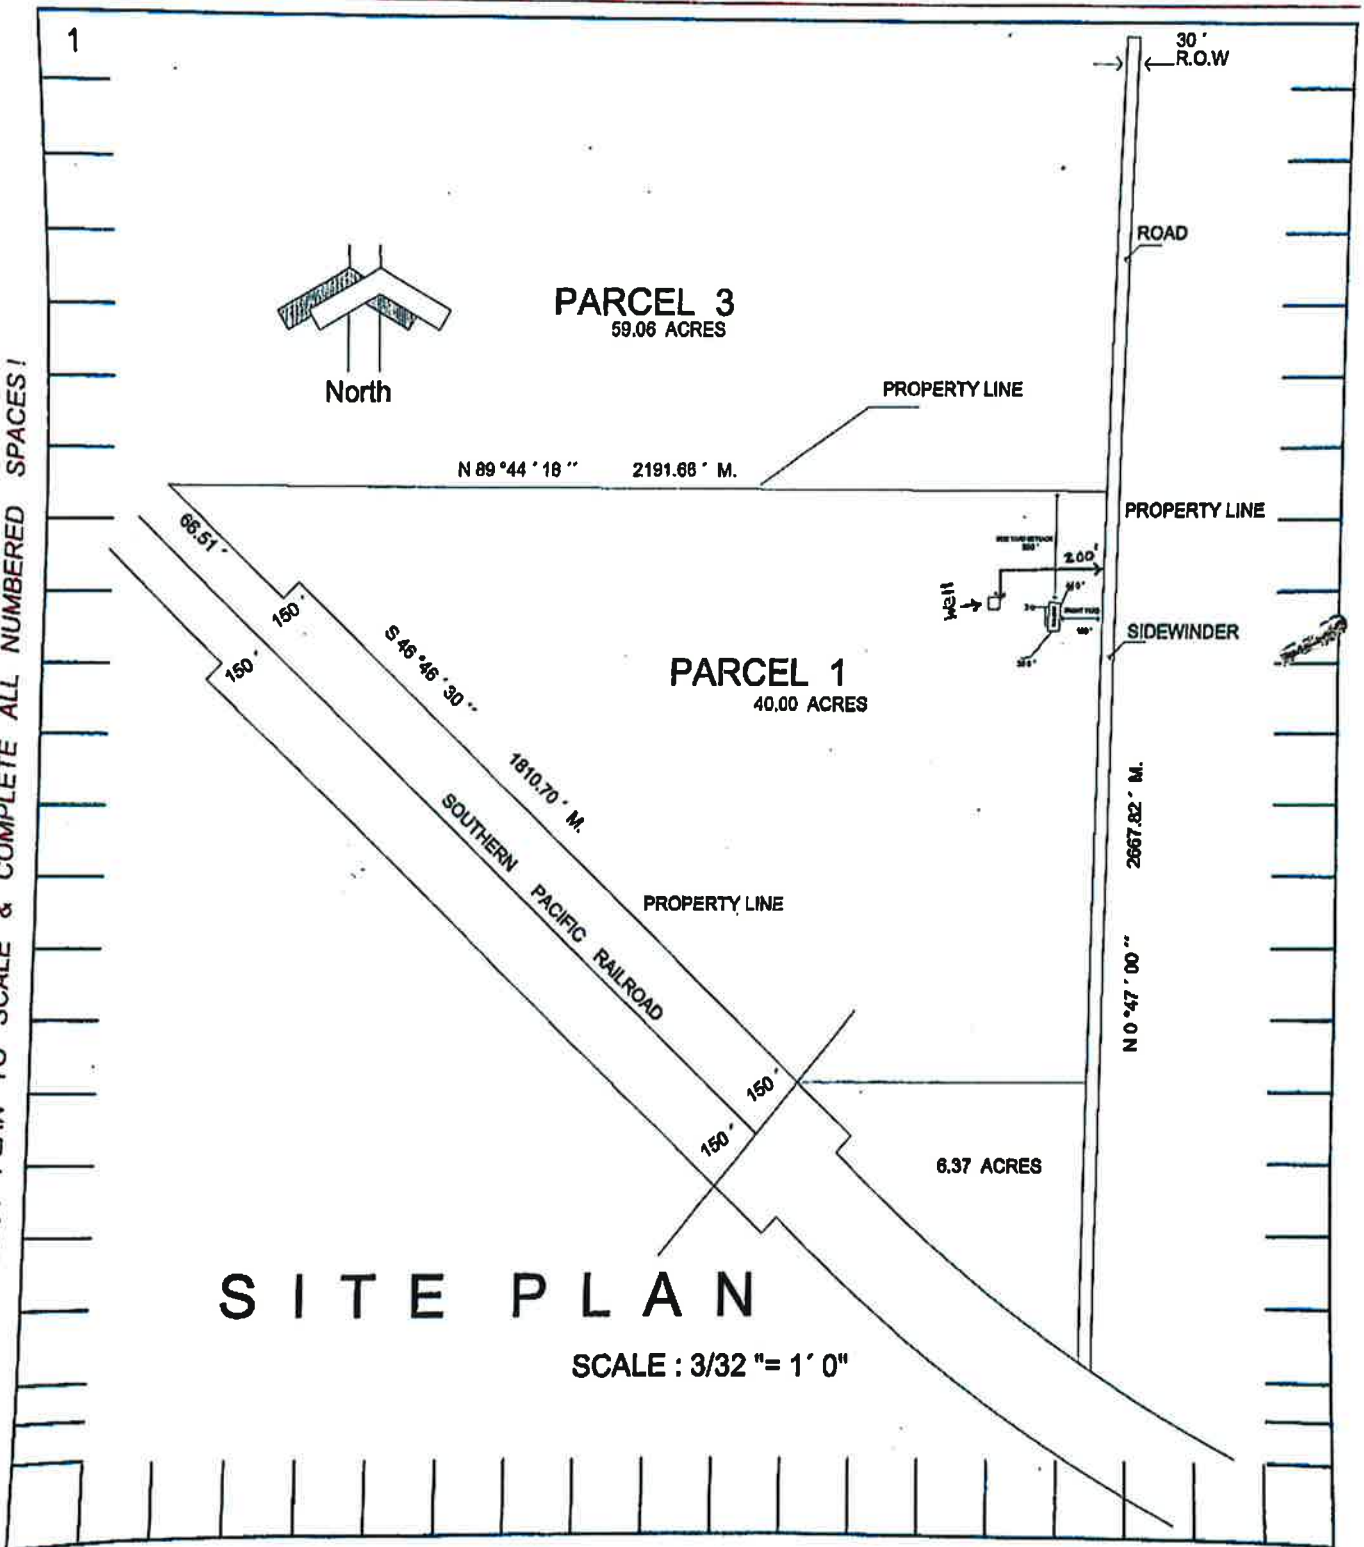 1
30 '
R.O.W
ROAD
PARCEL 3
59.06 ACRES
North
PROPERTY LINE
N 89 °44 ' 18 '' 2191.66 ' M.
PROPERTY LINE
66.51 '
200'
Well
150 '
150 '
S 46 °46 ' 30 ''
SIDEWINDER
PARCEL 1
40.00 ACRES
1810.70 ' M.
2667.82 ' M.
SOUTHERN PACIFIC RAILROAD
PROPERTY LINE
N 0 °47 ' 00 ''
150 '
150 '
6.37 ACRES
SITE PLAN
SCALE : 3/32 "= 1' 0"
PLAN TO SCALE & COMPLETE ALL NUMBERED SPACES!